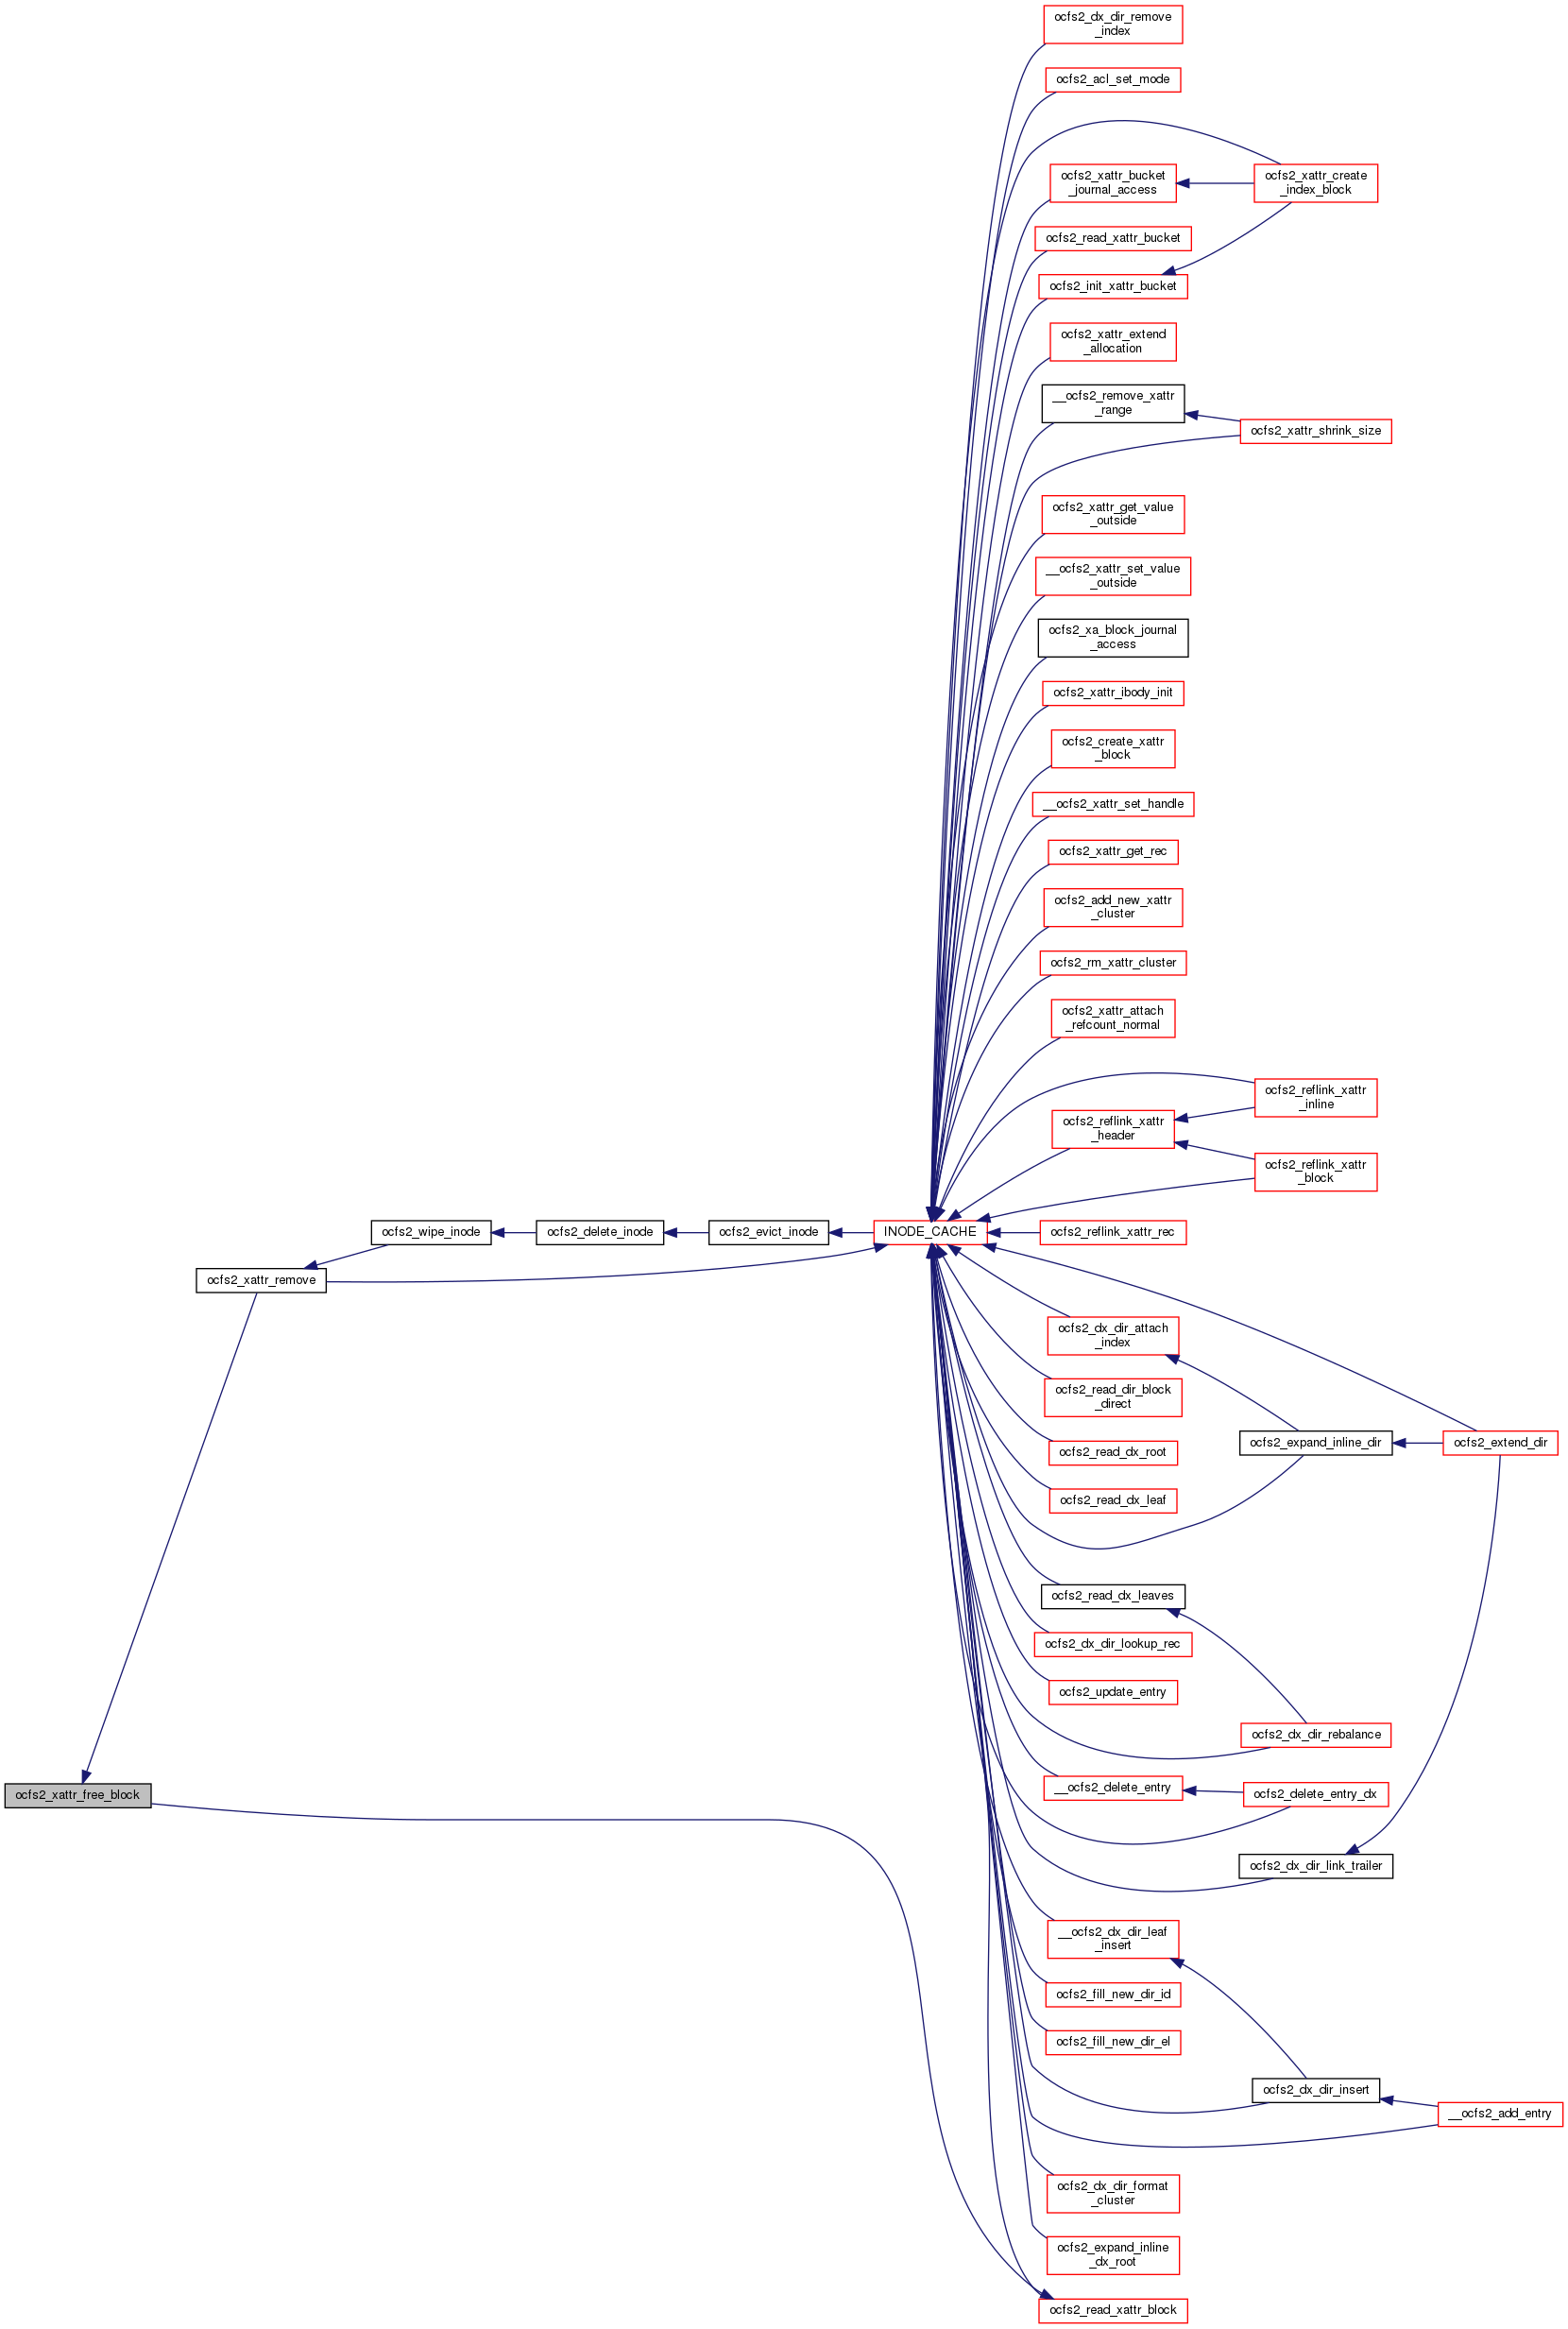 ocfs2_dx_dir_remove
_index
ocfs2_acl_set_mode
ocfs2_xattr_bucket
_journal_access
ocfs2_xattr_create
_index_block
ocfs2_read_xattr_bucket
ocfs2_init_xattr_bucket
ocfs2_xattr_extend
_allocation
__ocfs2_remove_xattr
_range
ocfs2_xattr_shrink_size
ocfs2_xattr_get_value
_outside
__ocfs2_xattr_set_value
_outside
ocfs2_xa_block_journal
_access
ocfs2_xattr_ibody_init
ocfs2_create_xattr
_block
__ocfs2_xattr_set_handle
ocfs2_xattr_get_rec
ocfs2_add_new_xattr
_cluster
ocfs2_rm_xattr_cluster
ocfs2_xattr_attach
_refcount_normal
ocfs2_reflink_xattr
_inline
ocfs2_reflink_xattr
_header
ocfs2_reflink_xattr
_block
ocfs2_wipe_inode
ocfs2_delete_inode
ocfs2_evict_inode
INODE_CACHE
ocfs2_reflink_xattr_rec
ocfs2_xattr_remove
ocfs2_dx_dir_attach
_index
ocfs2_read_dir_block
_direct
ocfs2_read_dx_root
ocfs2_expand_inline_dir
ocfs2_extend_dir
ocfs2_read_dx_leaf
ocfs2_read_dx_leaves
ocfs2_dx_dir_lookup_rec
ocfs2_update_entry
ocfs2_dx_dir_rebalance
ocfs2_xattr_free_block
__ocfs2_delete_entry
ocfs2_delete_entry_dx
ocfs2_dx_dir_link_trailer
__ocfs2_dx_dir_leaf
_insert
ocfs2_fill_new_dir_id
ocfs2_fill_new_dir_el
ocfs2_dx_dir_insert
__ocfs2_add_entry
ocfs2_dx_dir_format
_cluster
ocfs2_expand_inline
_dx_root
ocfs2_read_xattr_block